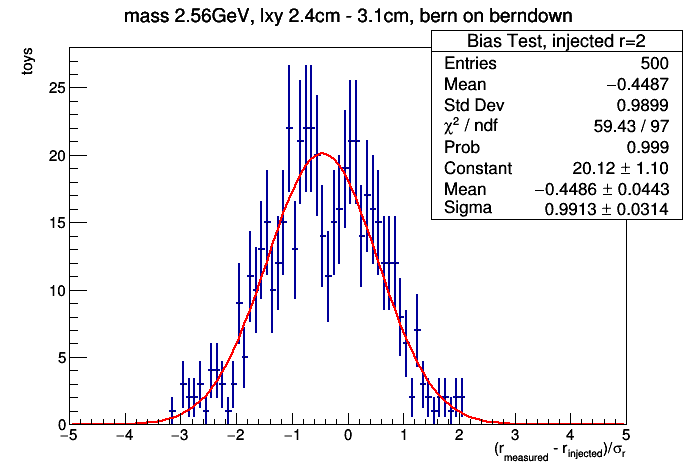 mass 2.56GeV, lxy 2.4cm - 3.1cm, bern on berndown
Bias Test, injected r=2
Entries 500
Mean −0.4487
Std Dev 0.9899
χ² / ndf 59.43 / 97
Prob 0.999
Constant 20.12 ± 1.10
Mean −0.4486 ± 0.0443
Sigma 0.9913 ± 0.0314
toys
25
20
15
10
5
0
−5 −4 −3 −2 −1 0 1 2 3 4 5
(r_measured - r_injected)/σ_r